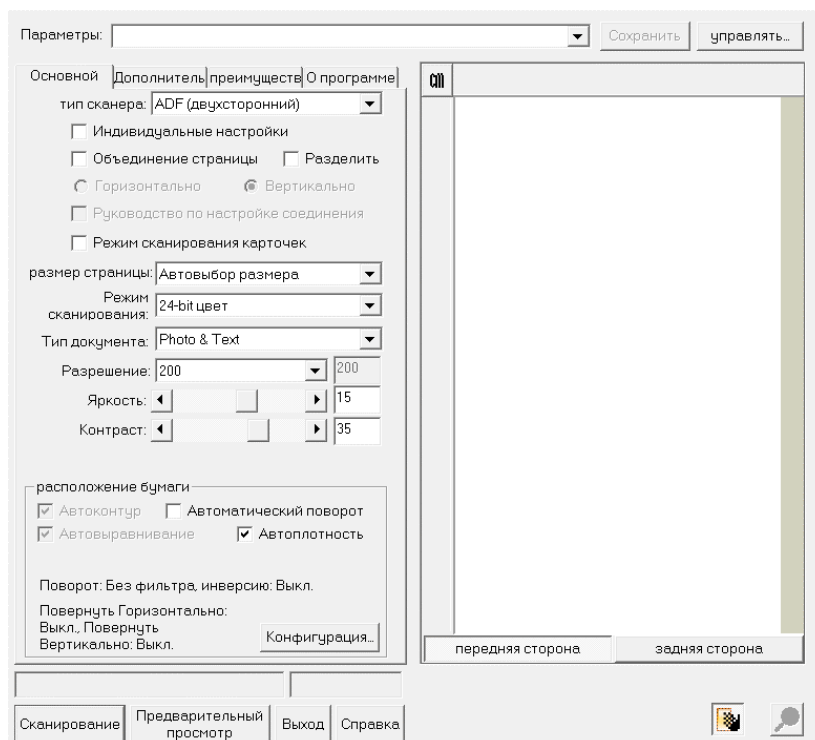 Параметры:
Сохранить
управлять...
Основной
Дополнитель
преимуществ
О программе
cm
тип сканера: ADF (двухсторонний)
Индивидуальные настройки
Объединение страницы Разделить
Горизонтально Вертикально
Руководство по настройке соединения
Режим сканирования карточек
размер страницы: Автовыбор размера
Режим
сканирования: 24-bit цвет
Тип документа: Photo & Text
Разрешение: 200 200
Яркость: 15
Контраст: 35
расположение бумаги
Автоконтур Автоматический поворот
Автовыравнивание Автоплотность
Поворот: Без фильтра, инверсию: Выкл.
Повернуть Горизонтально:
Выкл., Повернуть
Вертикально: Выкл.
Конфигурация...
передняя сторона задняя сторона
Сканирование
Предварительный
просмотр
Выход
Справка